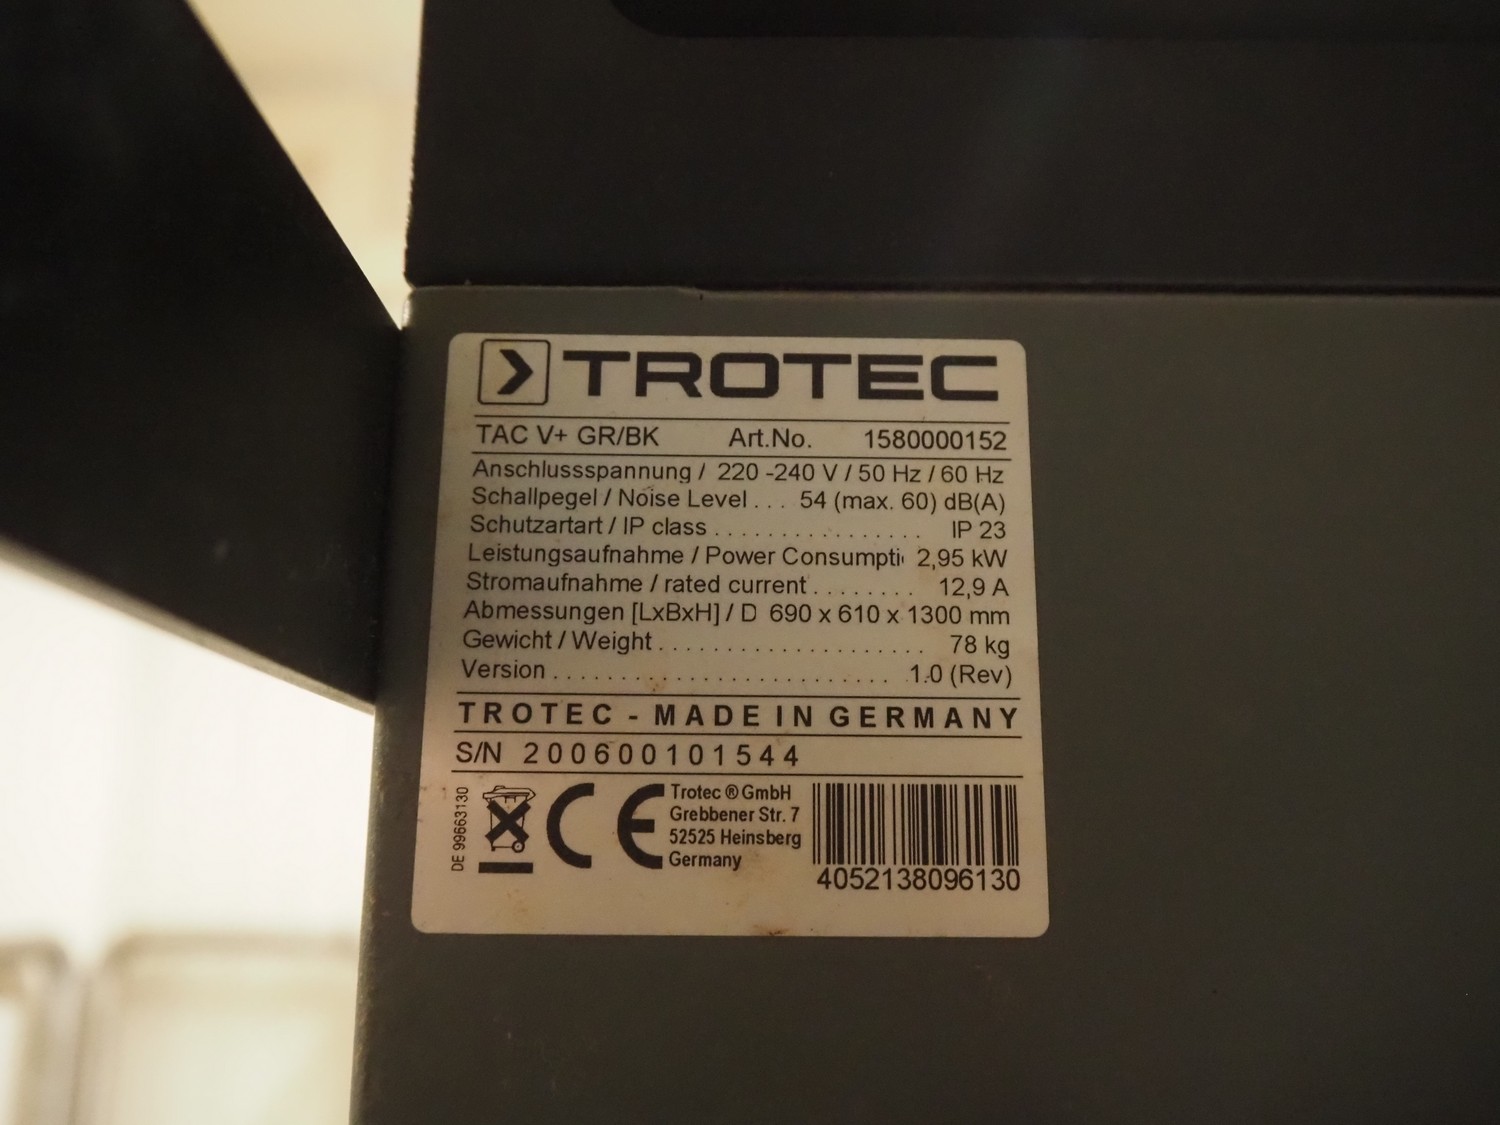 TROTEC
TAC V+ GR/BK Art.No. 1580000152
Anschlussspannung / 220 -240 V / 50 Hz / 60 Hz
Schallpegel / Noise Level . . . 54 (max. 60) dB(A)
Schutzartart / IP class . . . . . . . . . . . . . . . . IP 23
Leistungsaufnahme / Power Consumpti 2,95 kW
Stromaufnahme / rated current . . . . . . . . 12,9 A
Abmessungen [LxBxH] / D 690 x 610 x 1300 mm
Gewicht / Weight . . . . . . . . . . . . . . . . . . . . . 78 kg
Version . . . . . . . . . . . . . . . . . . . . . . . . . . 1.0 (Rev)
TROTEC - MADE IN GERMANY
S/N 200600101544
DE 99663130
CE
Trotec ® GmbH
Grebbener Str. 7
52525 Heinsberg
Germany
4052138096130